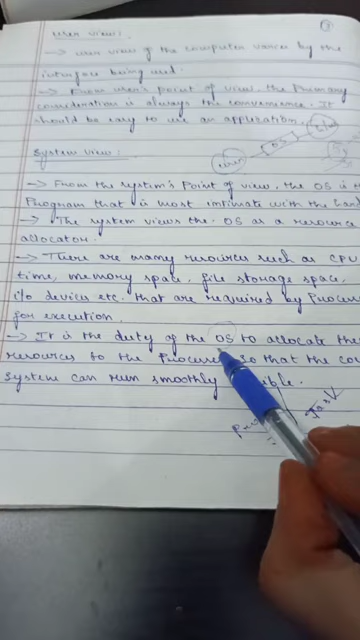 User view:
→ User view of the computer varies by the
interface being used.
→ From user's point of view, the primary
consideration is always the convenience. It
should be easy to use an application.
OS
user
System view:
→ From the system's point of view, the OS is the
program that is most intimate with the hard
→ The system views the OS as a resource
allocator.
→ There are many resources such as CPU
time, memory space, file storage space,
i/o devices etc. that are required by
for execution.
→ It is the duty of the OS to allocate the
resources to the so that the
system can run smoothly